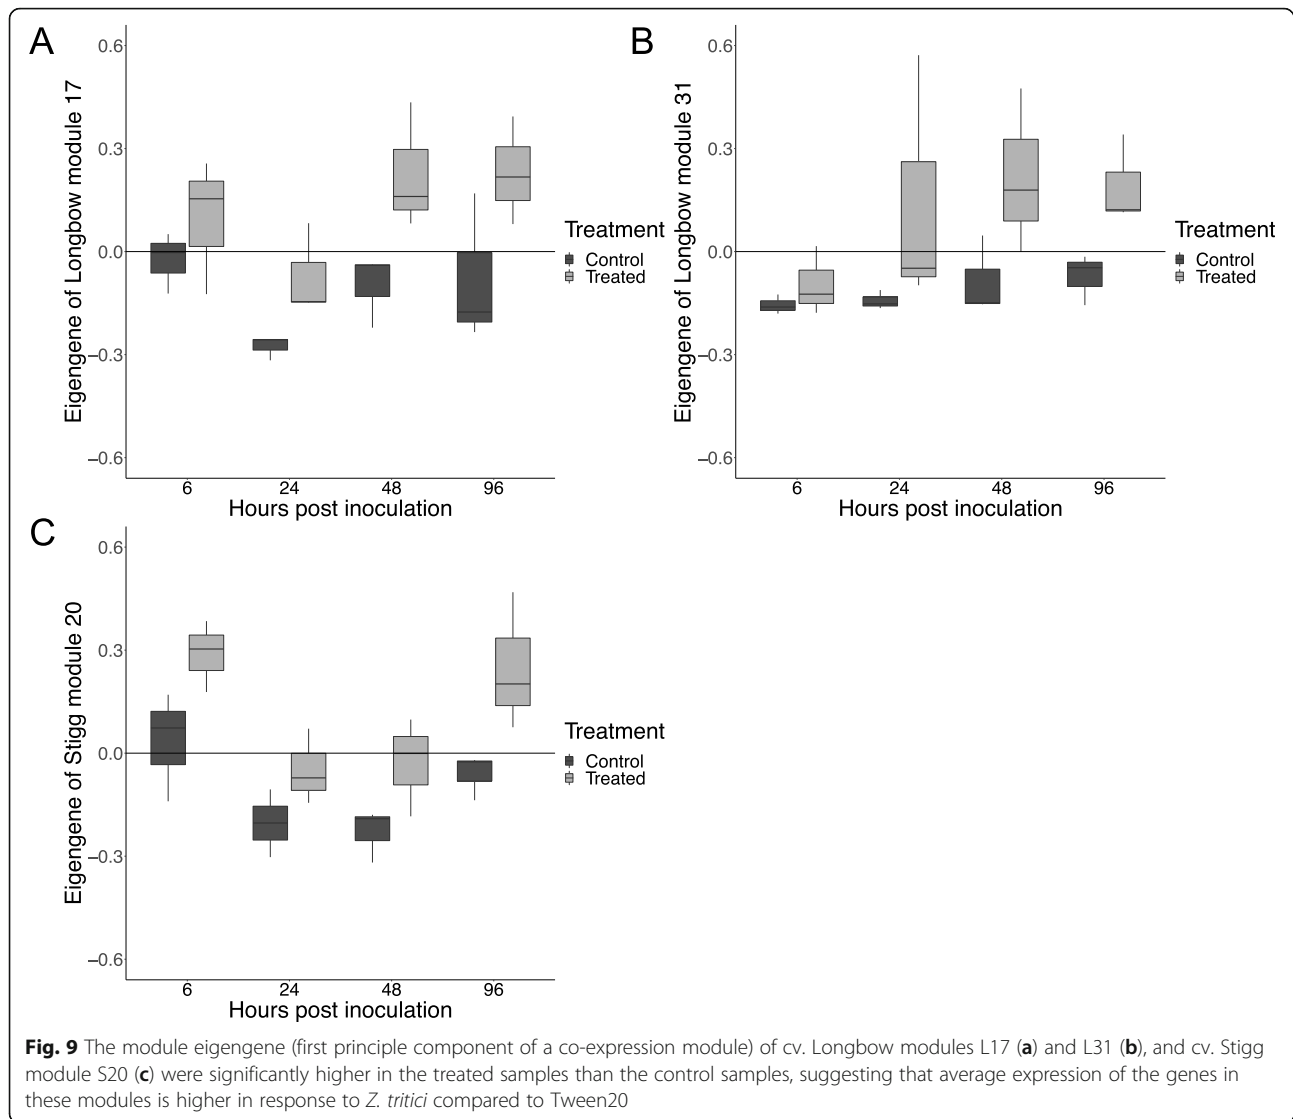 A
Eigengene of Longbow module 17
0.6
0.3
0.0
−0.3
−0.6
6 24 48 96
Hours post inoculation
Treatment
Control
Treated
B
Eigengene of Longbow module 31
0.6
0.3
0.0
−0.3
−0.6
6 24 48 96
Hours post inoculation
Treatment
Control
Treated
C
Eigengene of Stigg module 20
0.6
0.3
0.0
−0.3
−0.6
6 24 48 96
Hours post inoculation
Treatment
Control
Treated
Fig. 9 The module eigengene (first principle component of a co-expression module) of cv. Longbow modules L17 (a) and L31 (b), and cv. Stigg
module S20 (c) were significantly higher in the treated samples than the control samples, suggesting that average expression of the genes in
these modules is higher in response to Z. tritici compared to Tween20